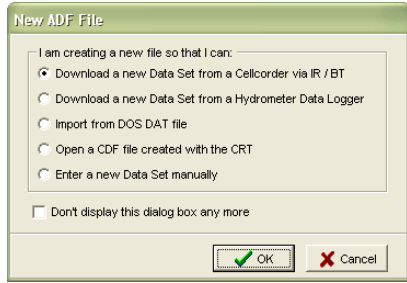 New ADF File
I am creating a new file so that I can:
Download a new Data Set from a Cellcorder via IR / BT
Download a new Data Set from a Hydrometer Data Logger
Import from DOS DAT file
Open a CDF file created with the CRT
Enter a new Data Set manually
Don't display this dialog box any more
OK
Cancel